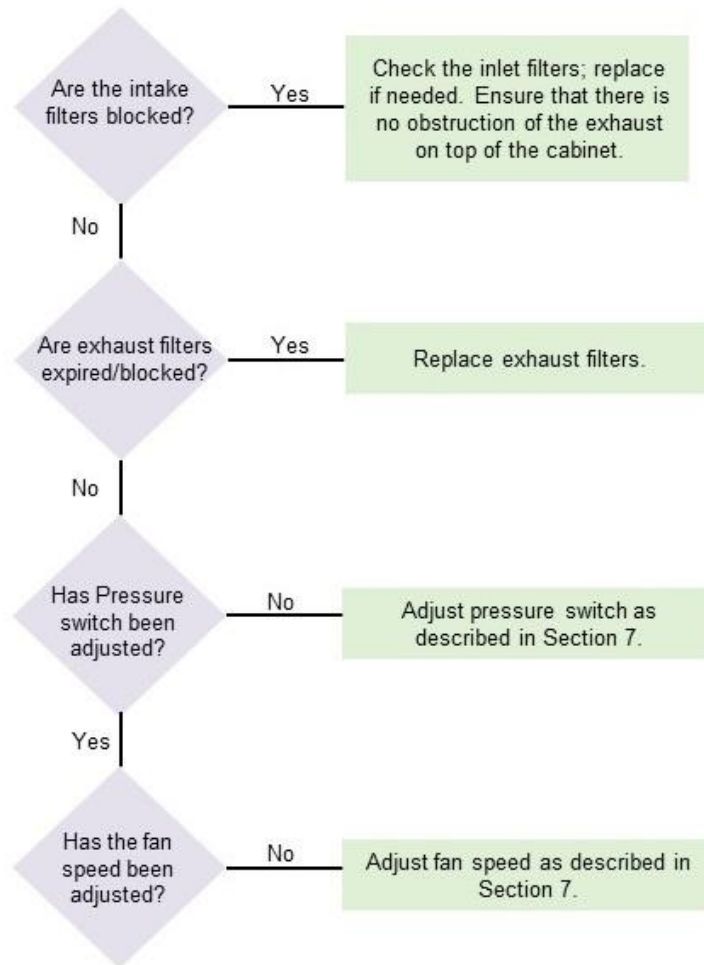 Are the intake
filters blocked?
Yes
Check the inlet filters; replace
if needed. Ensure that there is
no obstruction of the exhaust
on top of the cabinet.
No
Are exhaust filters
expired/blocked?
Yes
Replace exhaust filters.
No
Has Pressure
switch been
adjusted?
No
Adjust pressure switch as
described in Section 7.
Yes
Has the fan
speed been
adjusted?
No
Adjust fan speed as described in
Section 7.